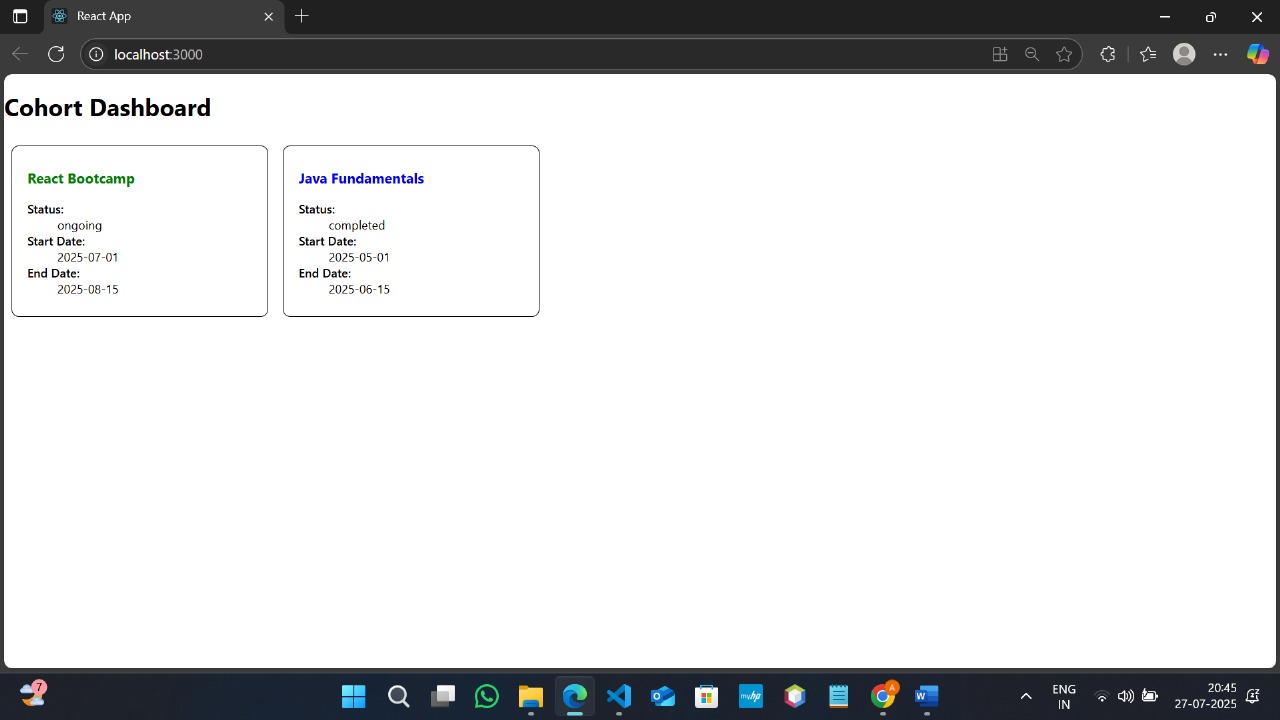 React App
localhost:3000
Cohort Dashboard
React Bootcamp
Status:
ongoing
Start Date:
2025-07-01
End Date:
2025-08-15
Java Fundamentals
Status:
completed
Start Date:
2025-05-01
End Date:
2025-06-15
7
myhp
A
W
ENG
IN
20:45
27-07-2025